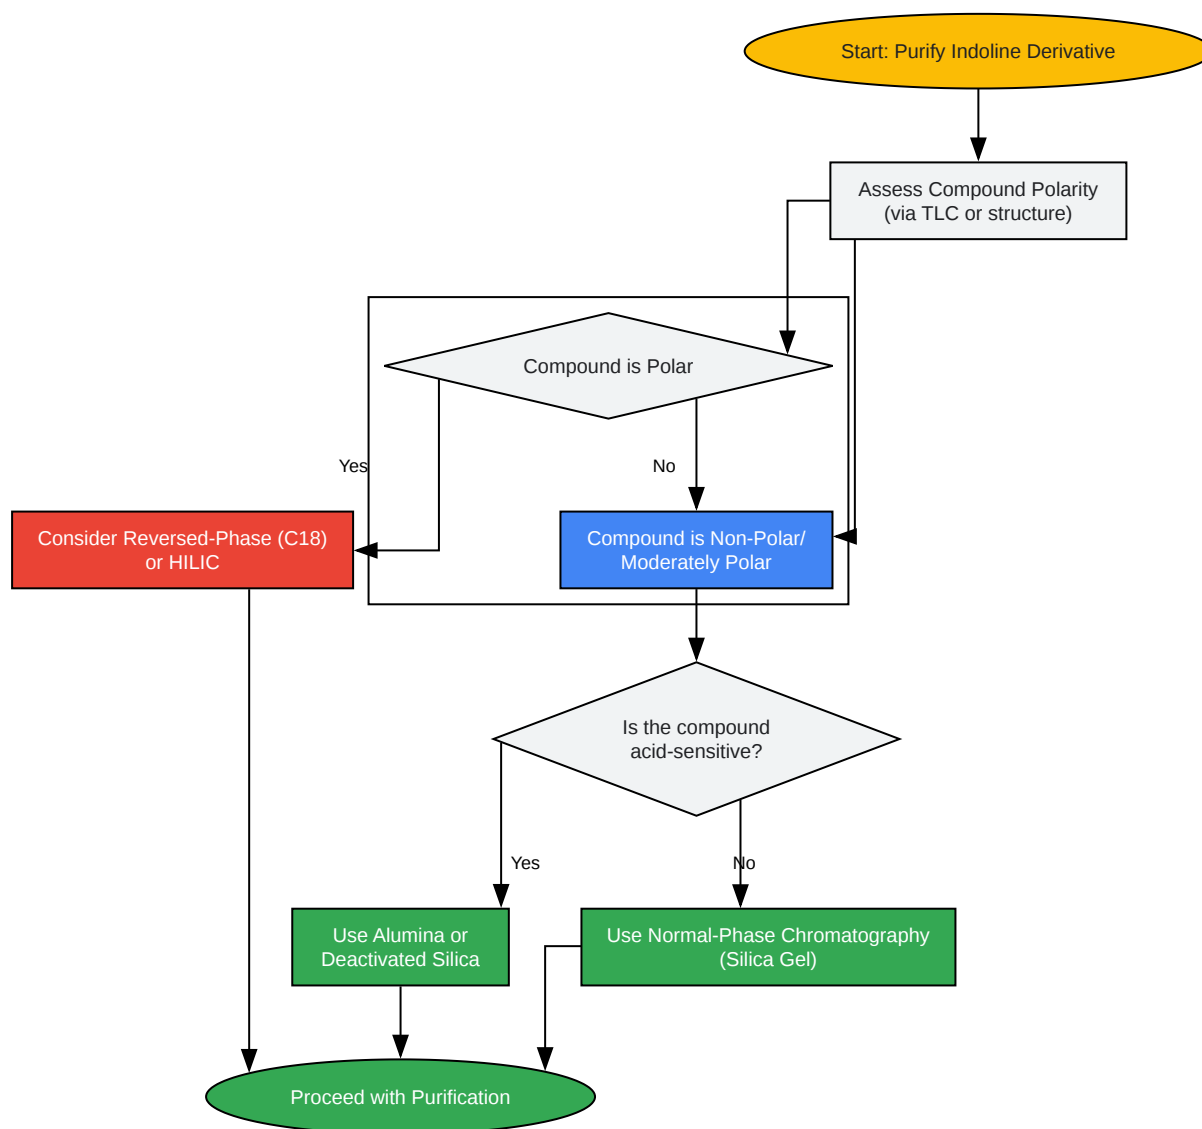 Start: Purify Indoline Derivative
Assess Compound Polarity
(via TLC or structure)
Compound is Polar
Yes
No
Consider Reversed-Phase (C18)
or HILIC
Compound is Non-Polar/
Moderately Polar
Is the compound
acid-sensitive?
Yes
No
Use Alumina or
Deactivated Silica
Use Normal-Phase Chromatography
(Silica Gel)
Proceed with Purification